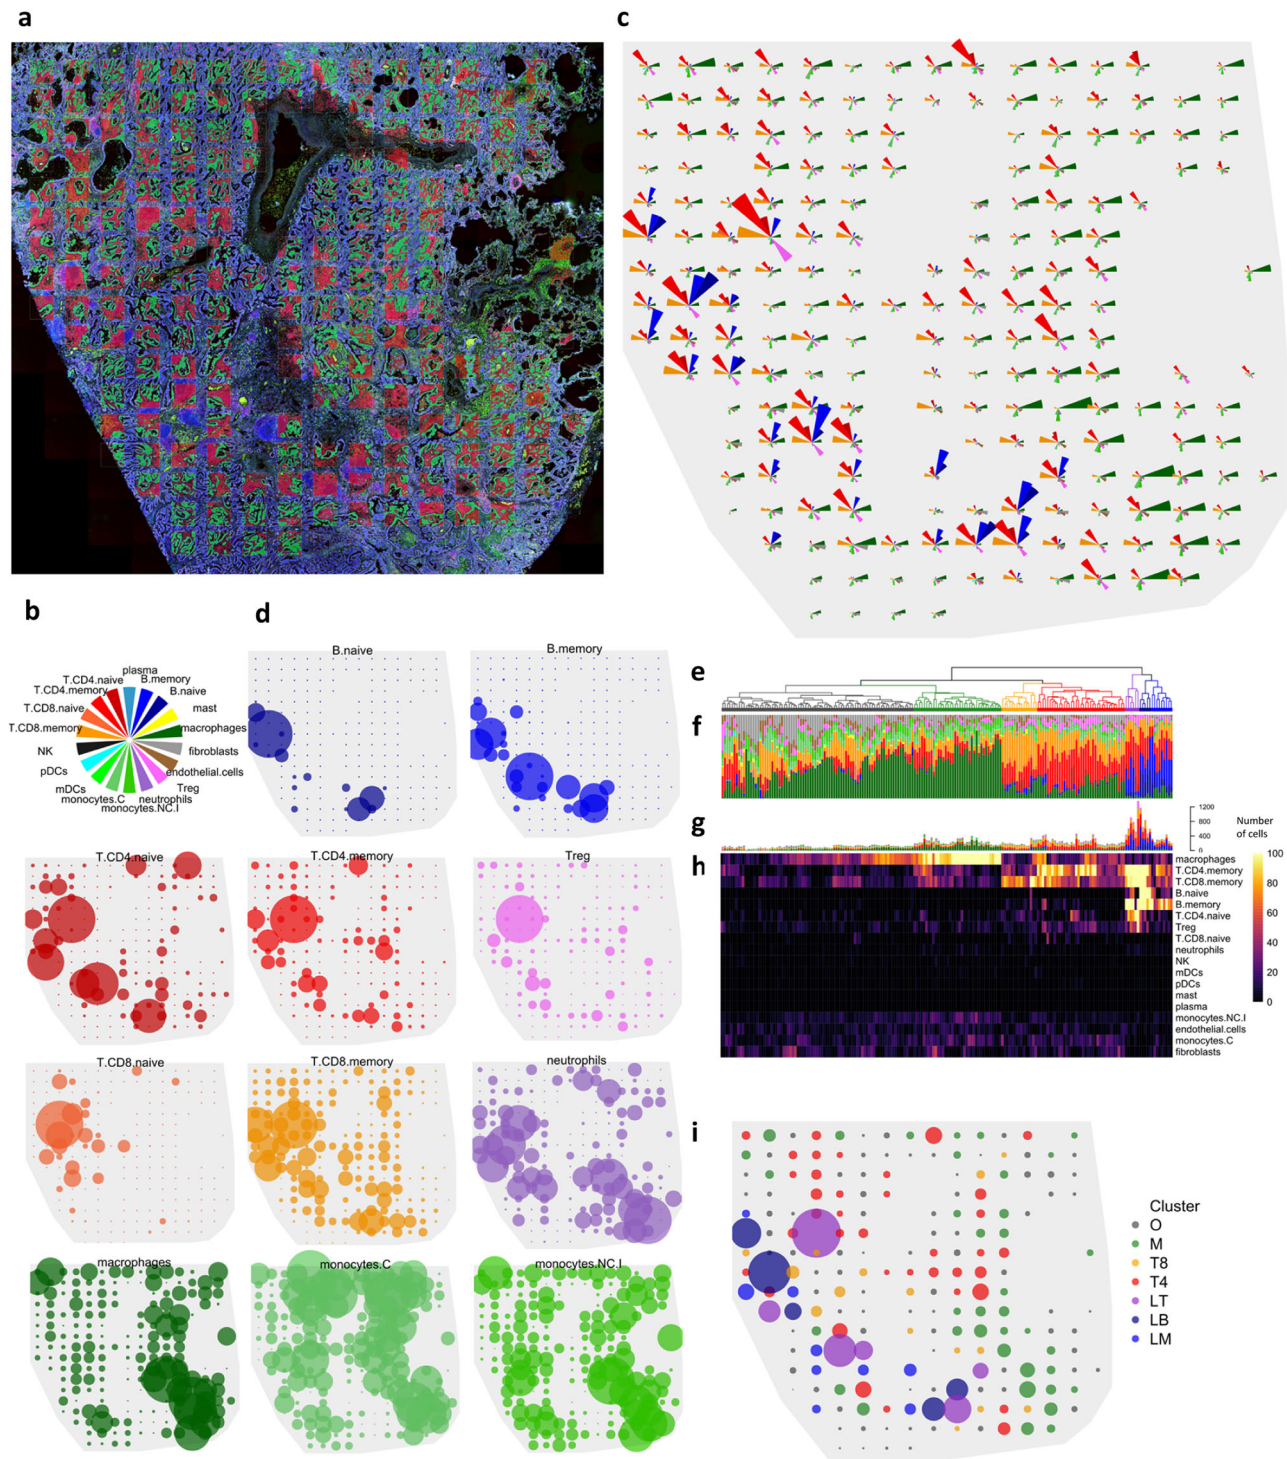 a
c
b
plasma
T.CD4.naive
B.memory
T.CD4.memory
B.naive
T.CD8.naive
mast
T.CD8.memory
macrophages
NK
fibroblasts
pDCs
endothelial.cells
mDCs
Treg
monocytes.C
neutrophils
monocytes.NC.I
d
B.naive
B.memory
T.CD4.naive
T.CD4.memory
Treg
T.CD8.naive
T.CD8.memory
neutrophils
macrophages
monocytes.C
monocytes.NC.I
e
f
g
1200
800
400
0
Number
of cells
h
macrophages
T.CD4.memory
T.CD8.memory
B.naive
B.memory
T.CD4.naive
Treg
T.CD8.naive
neutrophils
NK
mDCs
pDCs
mast
plasma
monocytes.NC.I
endothelial.cells
monocytes.C
fibroblasts
100
80
60
40
20
0
i
Cluster
O
M
T8
T4
LT
LB
LM